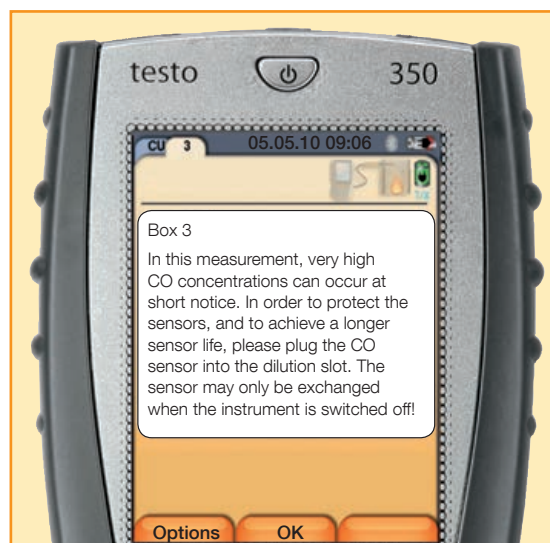 testo 350
CU 3 05.05.10 09:06
Box 3
In this measurement, very high
CO concentrations can occur at
short notice. In order to protect the
sensors, and to achieve a longer
sensor life, please plug the CO
sensor into the dilution slot. The
sensor may only be exchanged
when the instrument is switched off!
Options OK